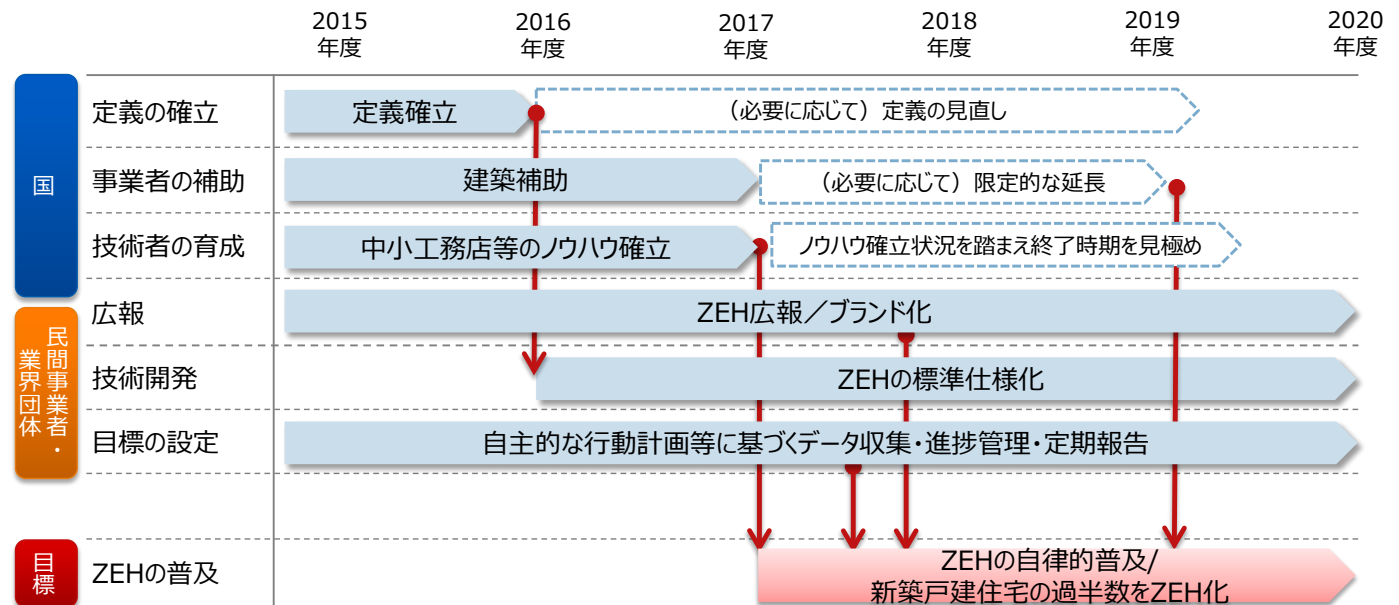 2015
年度
2016
年度
2017
年度
2018
年度
2019
年度
2020
年度
国
定義の確立
定義確立
（必要に応じて）定義の見直し
事業者の補助
建築補助
（必要に応じて）限定的な延長
技術者の育成
中小工務店等のノウハウ確立
ノウハウ確立状況を踏まえ終了時期を見極め
広報
ZEH広報／ブランド化
民間事業者・
業界団体
技術開発
ZEHの標準仕様化
目標の設定
自主的な行動計画等に基づくデータ収集・進捗管理・定期報告
目標
ZEHの普及
ZEHの自律的普及/
新築戸建住宅の過半数をZEH化